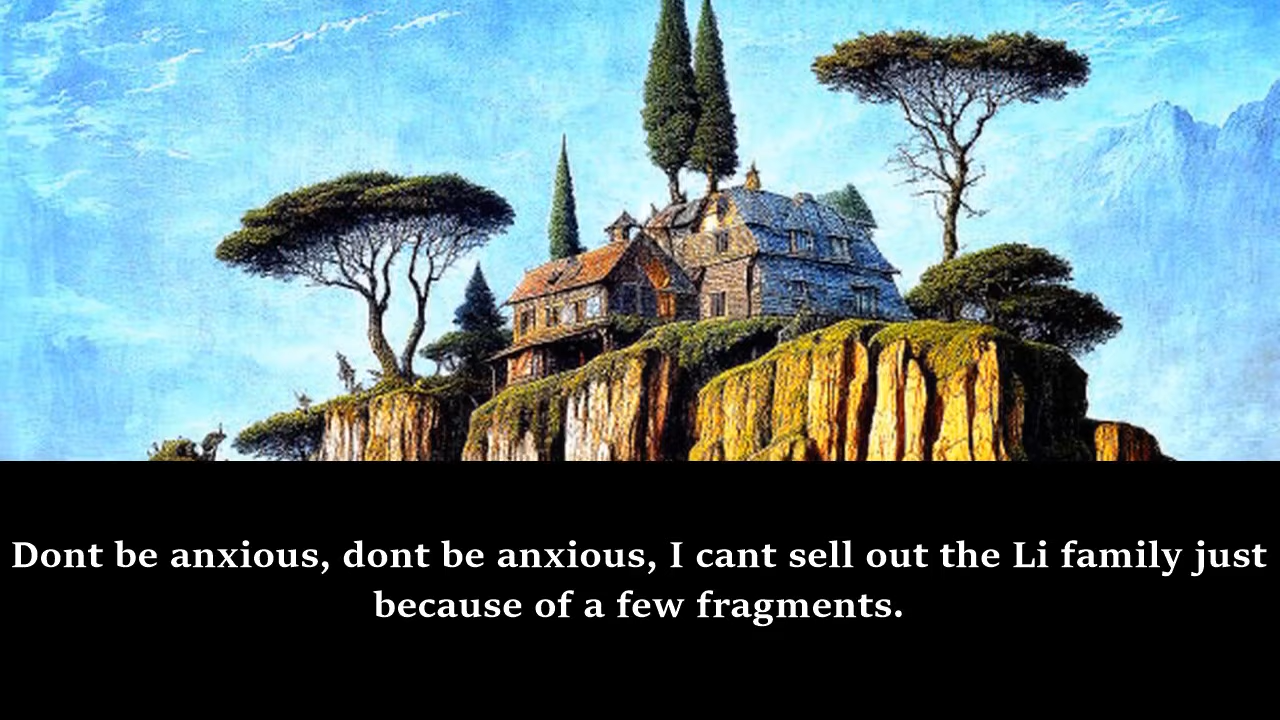 Dont be anxious, dont be anxious, I cant sell out the Li family just
because of a few fragments.